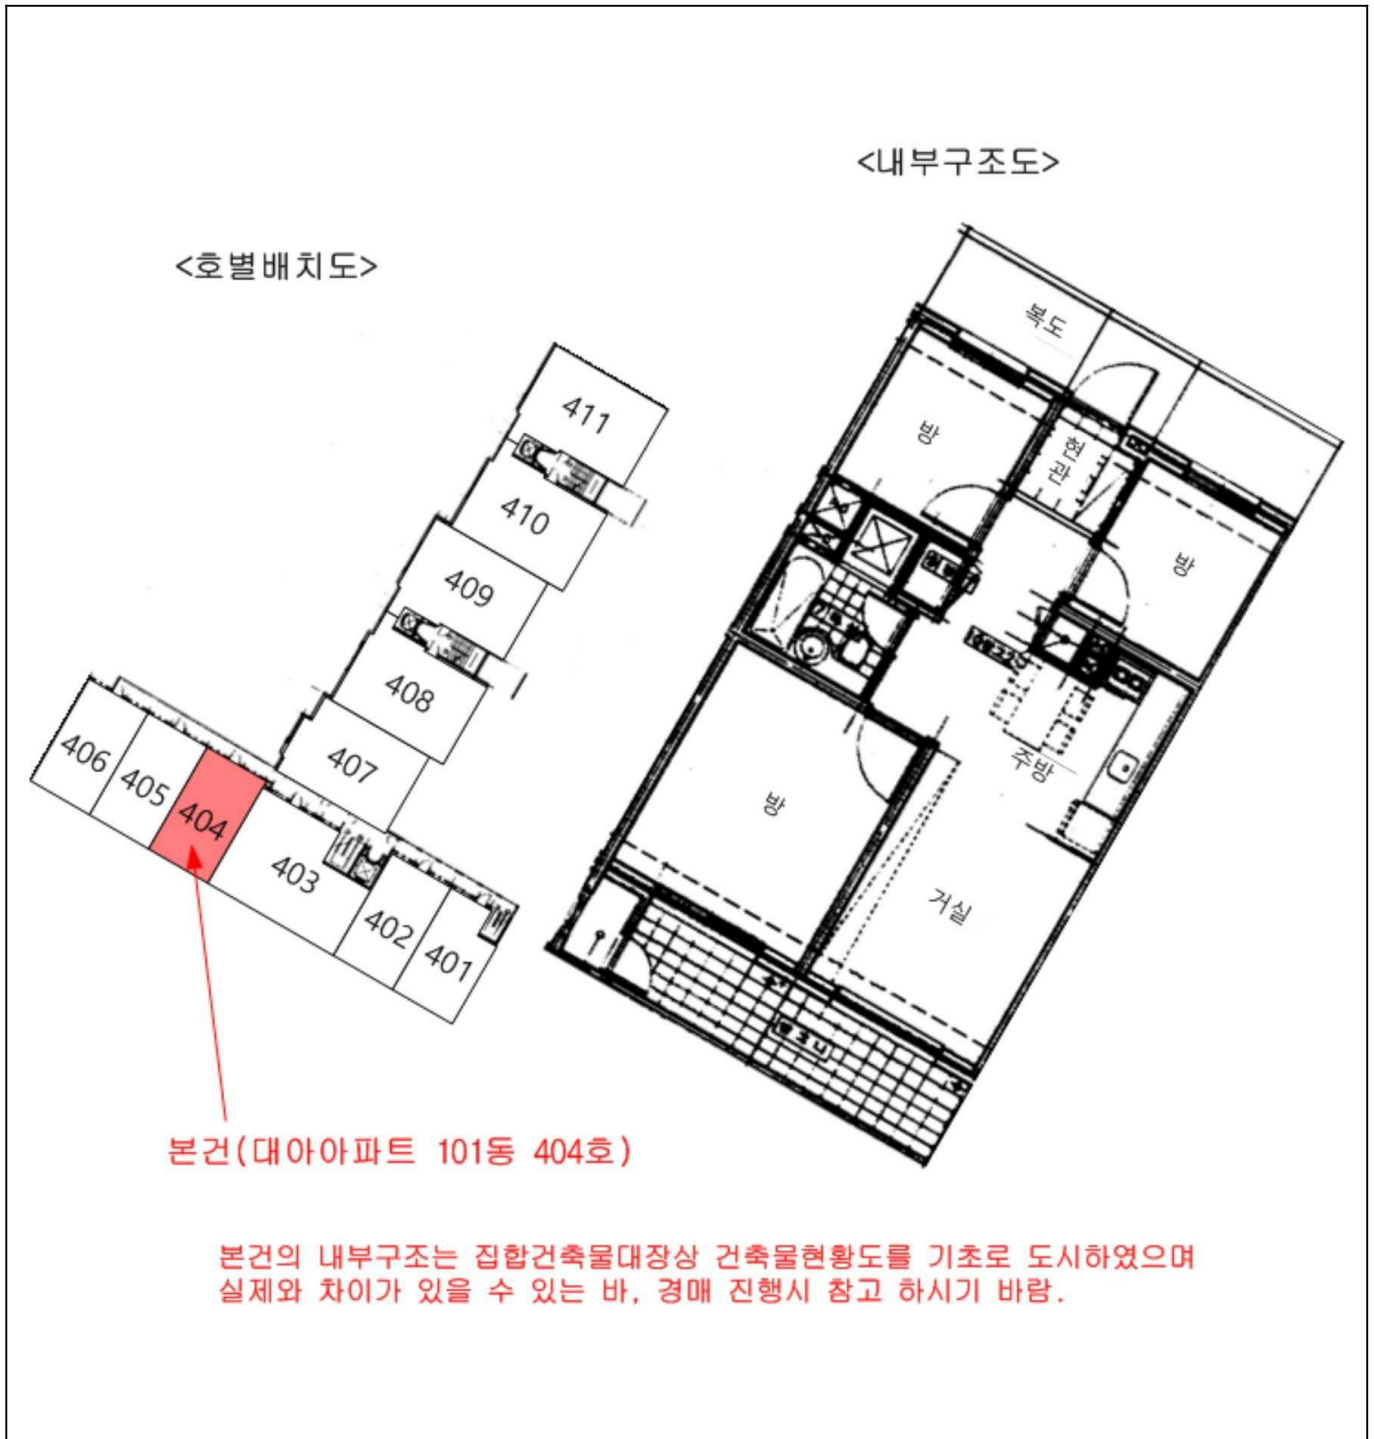 <내부구조도>
<호별배치도>
복도
411
방
현관
410
방
409
408
406
407
주방
405
방
404
403
거실
402
401
발코니
본건(대아아파트 101동 404호)
본건의 내부구조는 집합건축물대장상 건축물현황도를 기초로 도시하였으며
실제와 차이가 있을 수 있는 바, 경매 진행시 참고 하시기 바람.